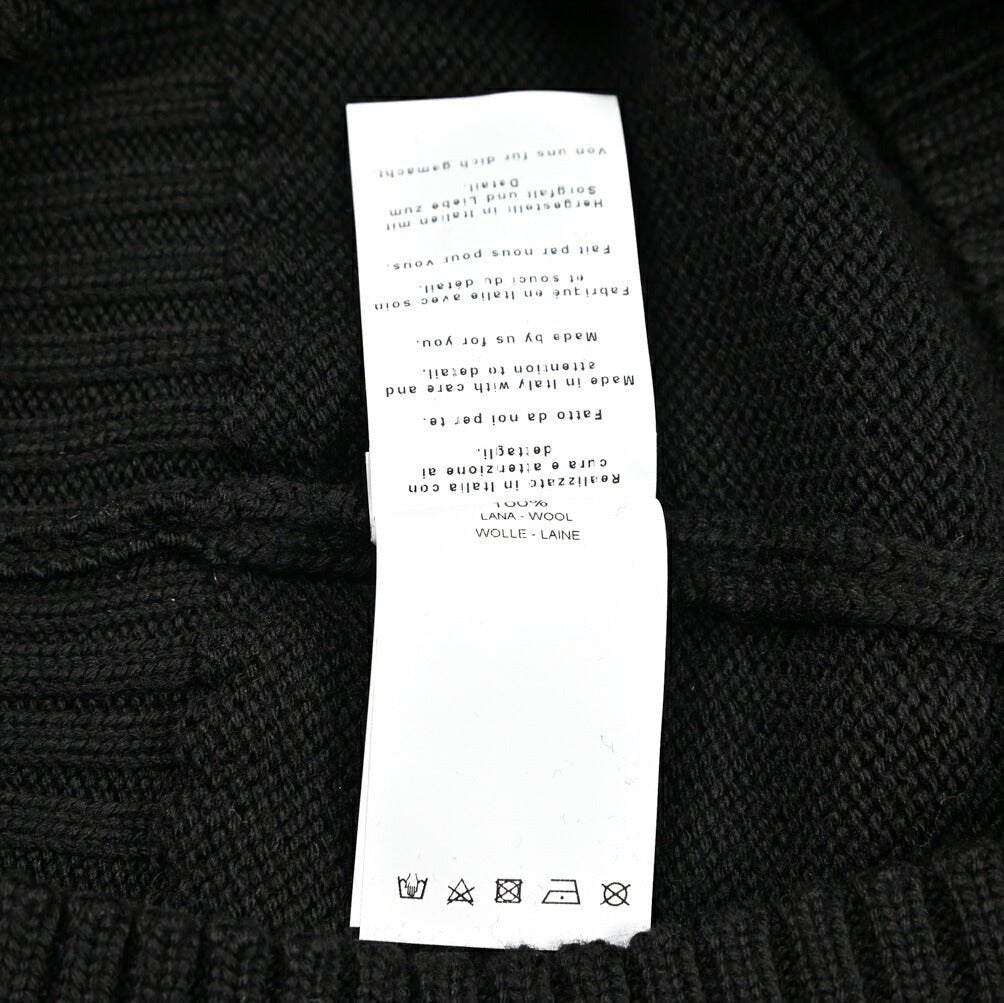 Realizzato in Italia con
cura e attenzione ai
dettagli.
Fatto da noi per te.
Made in Italy with care and
attention to detail.
Made by us for you.
Fabriqué en Italie avec soin
et souci du détail.
Fait par nous pour vous.
Hergestellt in Italien mit
Sorgfalt und Liebe zum
Detail.
Von uns für dich gemacht.
100%
LANA - WOOL
WOLLE - LAINE